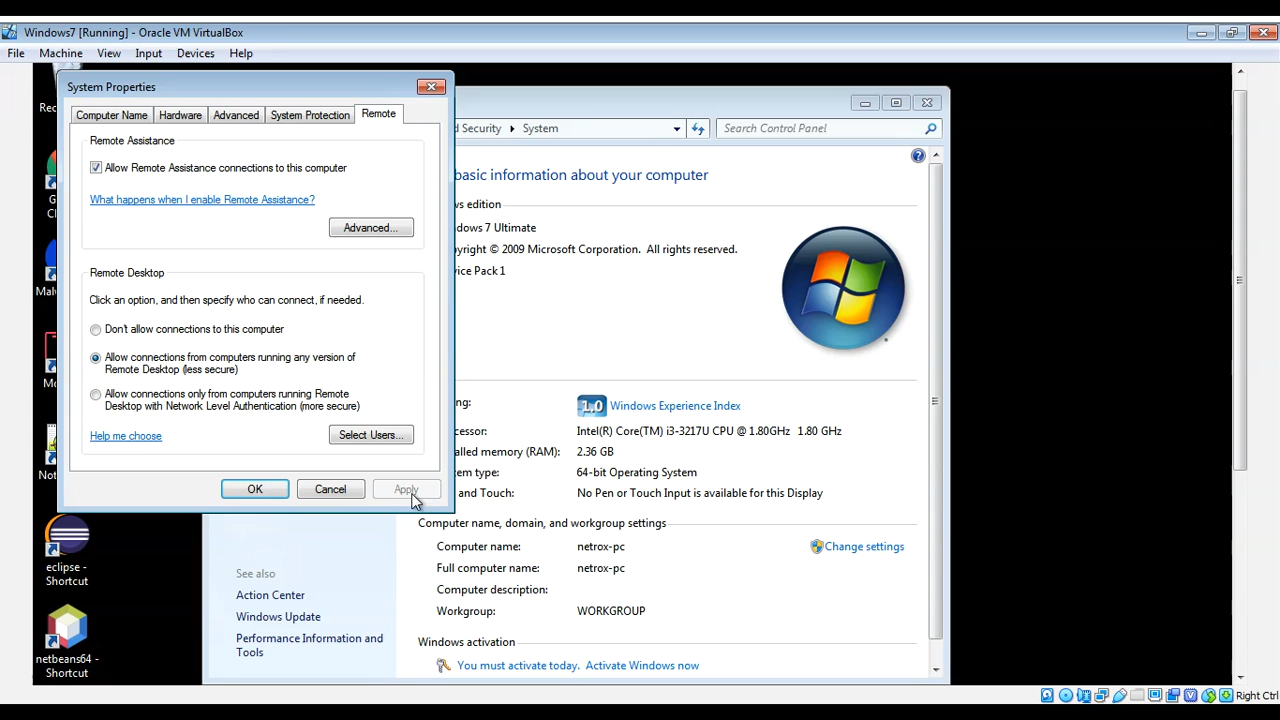 Windows7 [Running] - Oracle VM VirtualBox
File Machine View Input Devices Help
System Properties
Computer Name Hardware Advanced System Protection Remote
Remote Assistance
Allow Remote Assistance connections to this computer
What happens when I enable Remote Assistance?
Advanced...
Remote Desktop
Click an option, and then specify who can connect, if needed.
Don't allow connections to this computer
Allow connections from computers running any version of
Remote Desktop (less secure)
Allow connections only from computers running Remote
Desktop with Network Level Authentication (more secure)
Help me choose
Select Users...
OK Cancel Apply
d Security System
Search Control Panel
basic information about your computer
ws edition
dows 7 Ultimate
yright © 2009 Microsoft Corporation. All rights reserved.
vice Pack 1
ng:
1,0 Windows Experience Index
essor: Intel(R) Core(TM) i3-3217U CPU @ 1.80GHz 1.80 GHz
alled memory (RAM): 2.36 GB
em type: 64-bit Operating System
and Touch: No Pen or Touch Input is available for this Display
Computer name, domain, and workgroup settings
Computer name: netrox-pc
Change settings
Full computer name: netrox-pc
Computer description:
Workgroup: WORKGROUP
Windows activation
You must activate today. Activate Windows now
See also
Action Center
Windows Update
Performance Information and
Tools
Rec
G
Cl
Malv
Mo
Not
eclipse -
Shortcut
netbeans64 -
Shortcut
Right Ctrl